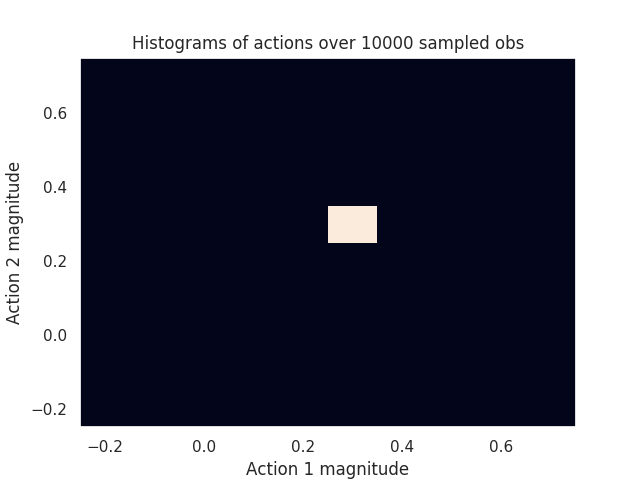 Histograms of actions over 10000 sampled obs
Action 2 magnitude
0.6
0.4
0.2
0.0
−0.2
−0.2 0.0 0.2 0.4 0.6
Action 1 magnitude